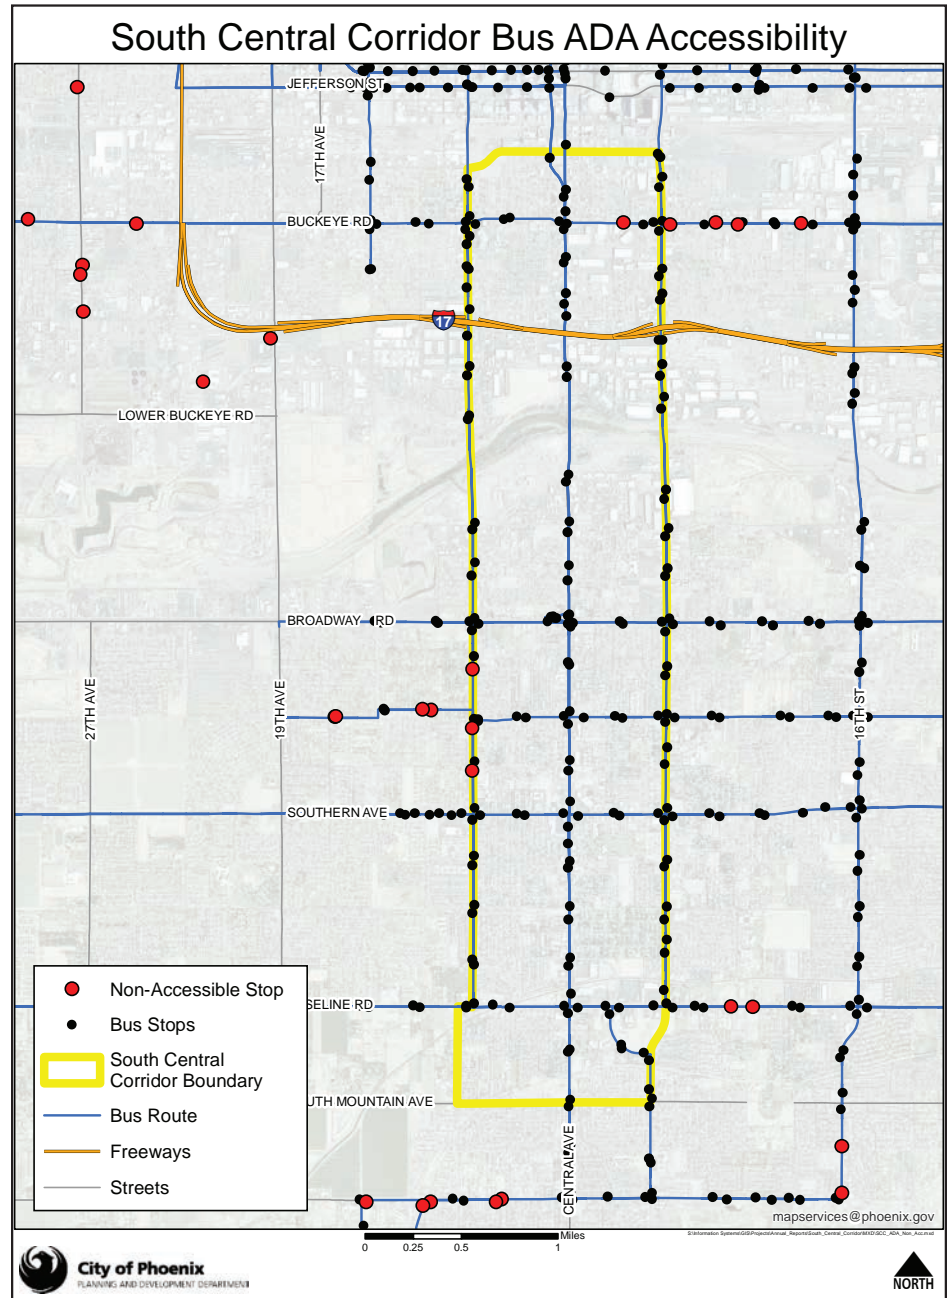 South Central Corridor Bus ADA Accessibility
JEFFERSON ST
17TH AVE
BUCKEYE RD
17
LOWER BUCKEYE RD
BROADWAY RD
27TH AVE
19TH AVE
16TH ST
SOUTHERN AVE
SELINE RD
UTH MOUNTAIN AVE
CENTRAL AVE
Non-Accessible Stop
Bus Stops
South Central
Corridor Boundary
Bus Route
Freeways
Streets
mapservices@phoenix.gov
Miles
0 0.25 0.5 1
City of Phoenix
PLANNING AND DEVELOPMENT DEPARTMENT
NORTH